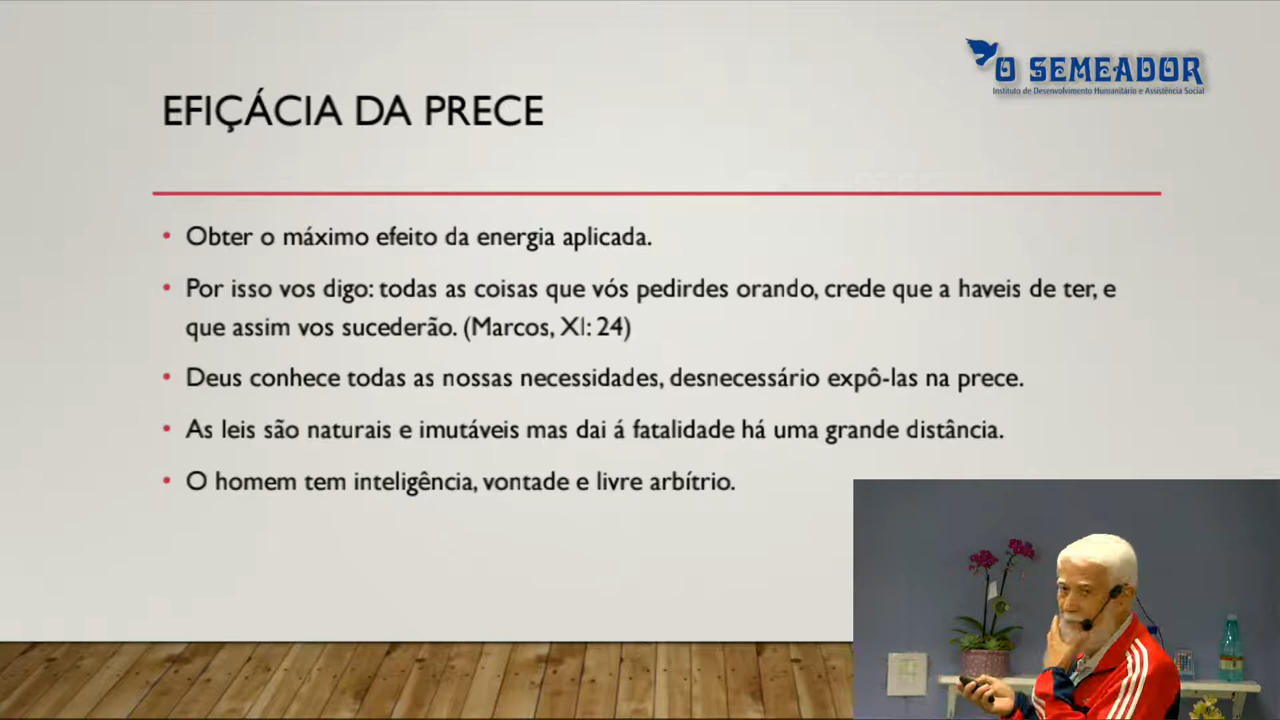 O SEMEADOR
Instituto de Desenvolvimento Humanitário e Assistência Social
EFIÇÁCIA DA PRECE
• Obter o máximo efeito da energia aplicada.
• Por isso vos digo: todas as coisas que vós pedirdes orando, crede que a haveis de ter, e
que assim vos sucederão. (Marcos, XI: 24)
• Deus conhece todas as nossas necessidades, desnecessário expô-las na prece.
• As leis são naturais e imutáveis mas dai á fatalidade há uma grande distância.
• O homem tem inteligência, vontade e livre arbítrio.